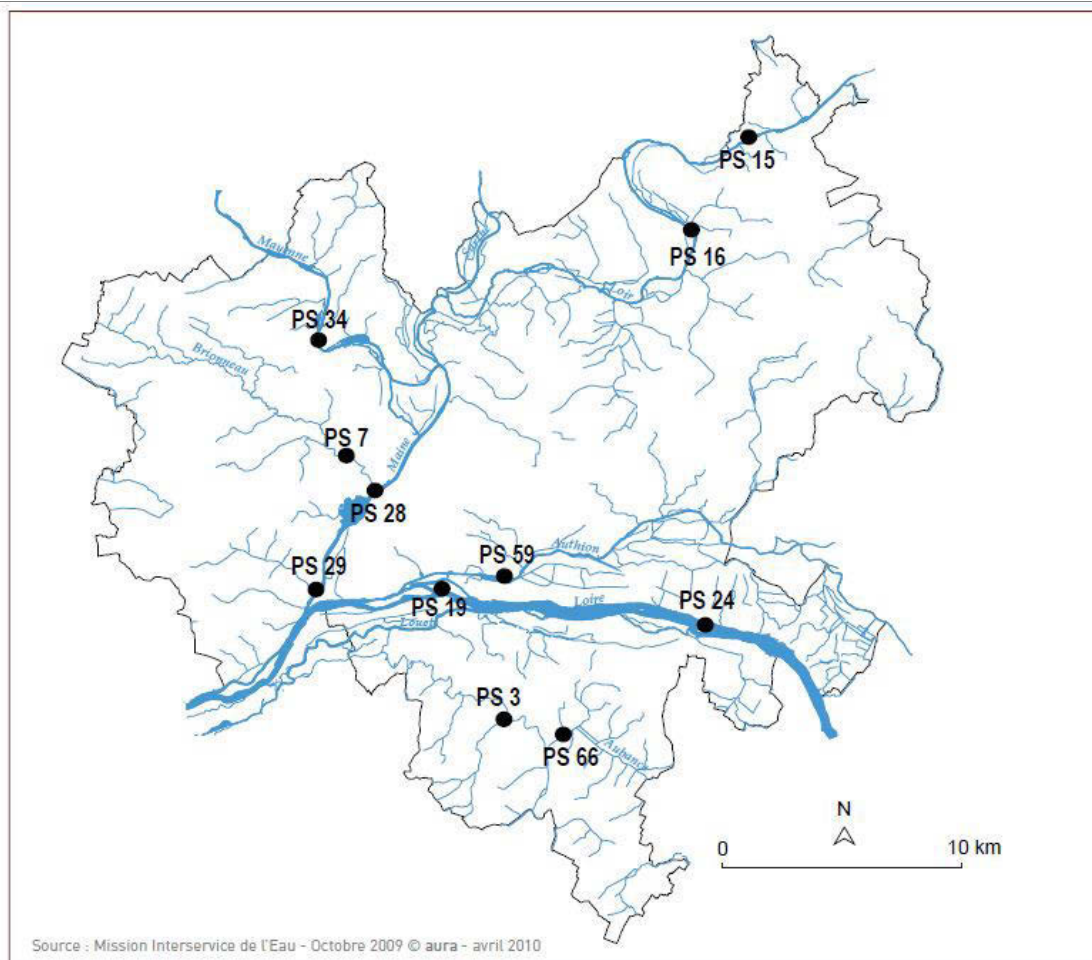 PS 15
PS 16
Sarthe
Mayenne
Loir
PS 34
Brionneau
PS 7
Maine
PS 28
PS 59
Authion
PS 29
PS 19
Loire
PS 24
Louet
PS 3
PS 66
Aubance
N
0 10 km
Source : Mission Interservice de l'Eau - Octobre 2009 © aura - avril 2010